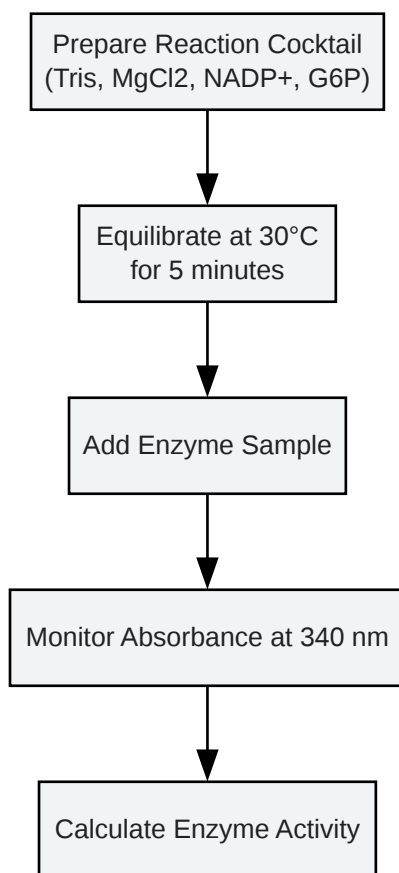 Prepare Reaction Cocktail
(Tris, MgCl2, NADP+, G6P)
Equilibrate at 30°C
for 5 minutes
Add Enzyme Sample
Monitor Absorbance at 340 nm
Calculate Enzyme Activity